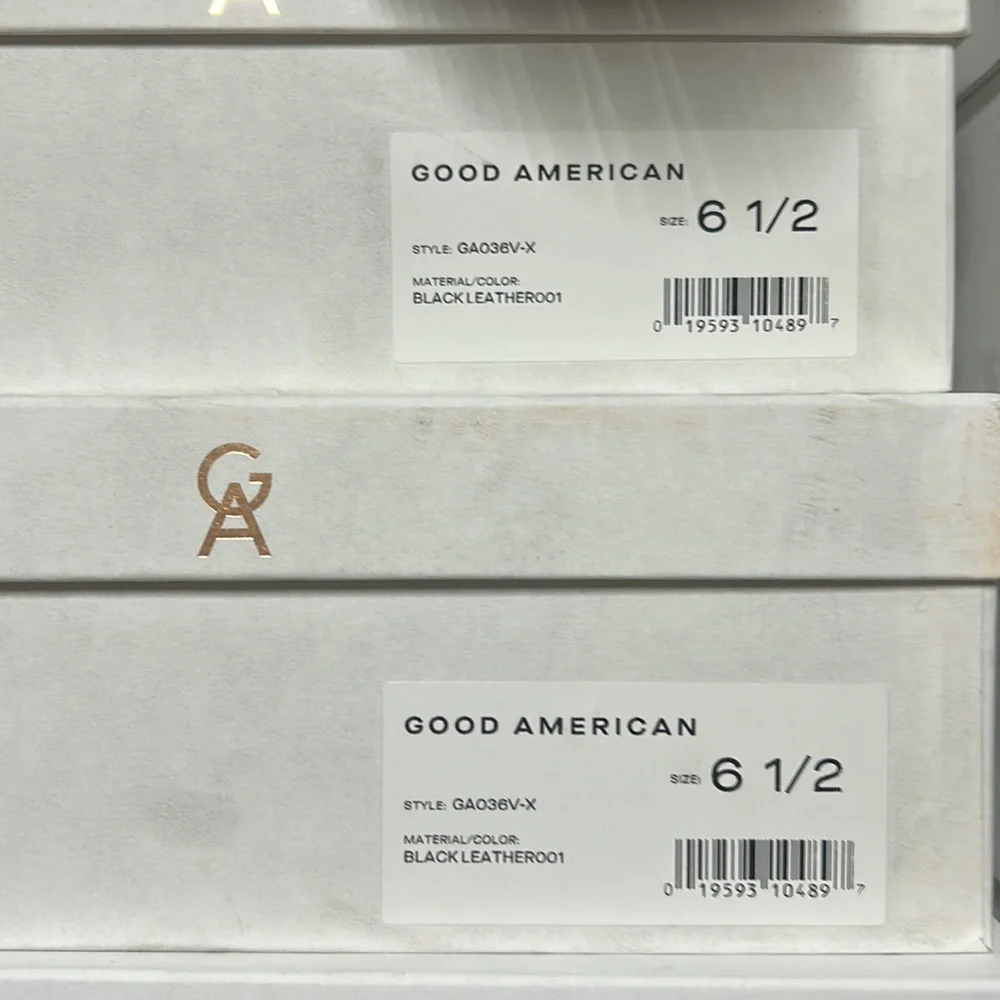 A
GOOD AMERICAN
SIZE: 6 1/2
STYLE: GA036V-X
MATERIAL/COLOR:
BLACK LEATHER001
0 19593 10489 7
GA
GOOD AMERICAN
SIZE: 6 1/2
STYLE: GA036V-X
MATERIAL/COLOR:
BLACK LEATHER001
0 19593 10489 7